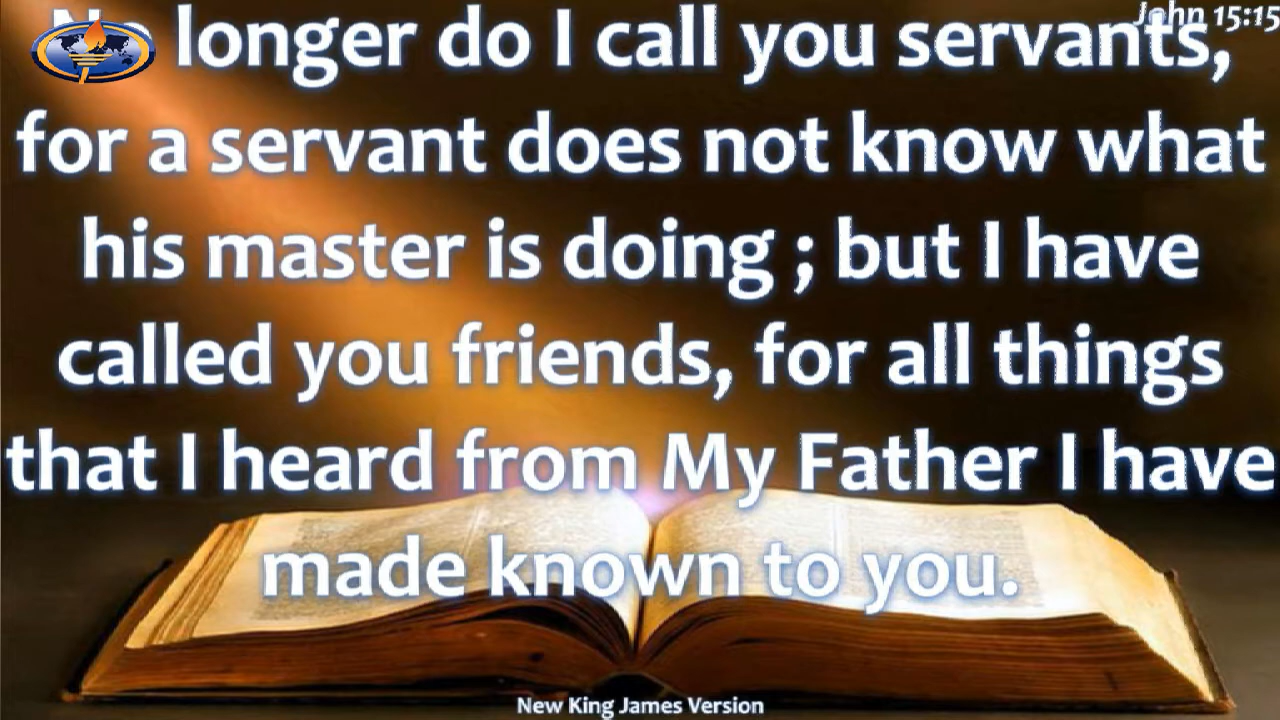 John 15:15
No longer do I call you servants,
for a servant does not know what
his master is doing ; but I have
called you friends, for all things
that I heard from My Father I have
made known to you.
New King James Version